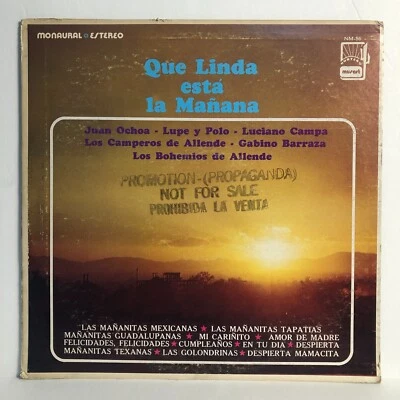 MONAURAL • ESTEREO
Que Linda
está
la Mañana
Juan Ochoa • Lupe y Polo • Luciano Campa
Los Camperos de Allende • Gabino Barraza
Los Bohemios de Allende
PROMOTION-(PROPAGANDA)
NOT FOR SALE
PROHIBIDA LA VENTA
LAS MAÑANITAS MEXICANAS ★ LAS MAÑANITAS TAPATIAS
MAÑANITAS GUADALUPANAS ★ MI CARIÑITO ★ AMOR DE MADRE
FELICIDADES, FELICIDADES ★ CUMPLEAÑOS ★ EN TU DIA ★ DESPIERTA
MAÑANITAS TEXANAS ★ LAS GOLONDRINAS ★ DESPIERTA MAMACITA